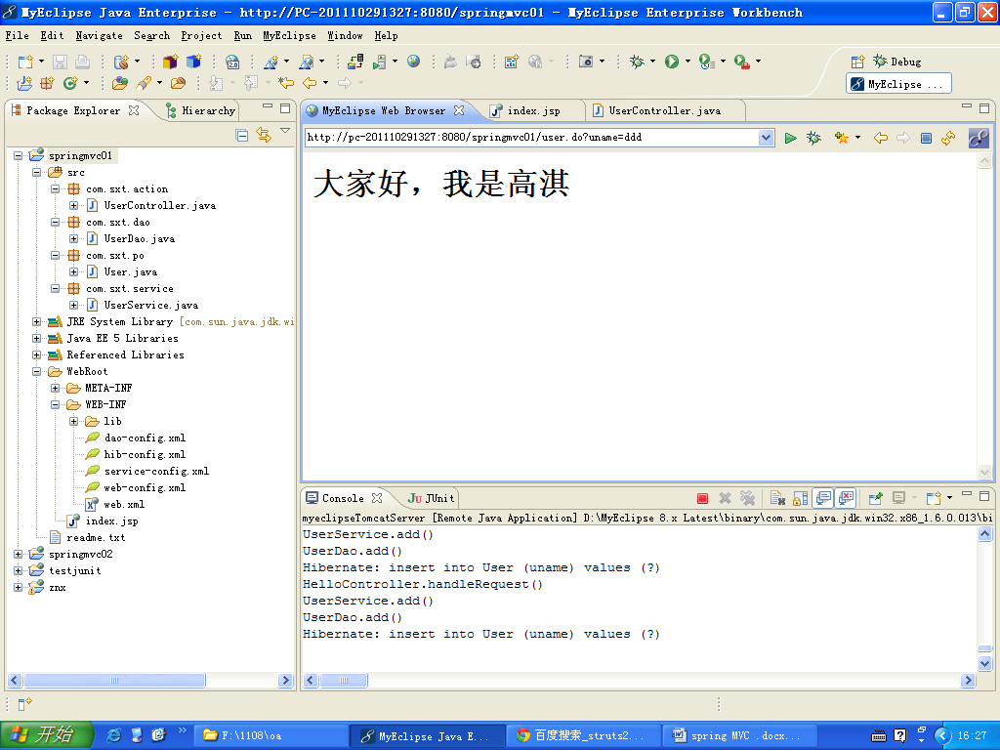 MyEclipse Java Enterprise - http://PC-201110291327:8080/springmvc01 - MyEclipse Enterprise Workbench
File Edit Navigate Search Project Run MyEclipse Window Help
2.0
Debug
MyEclipse ...
Package Explorer
Hierarchy
MyEclipse Web Browser
index.jsp
UserController.java
http://pc-201110291327:8080/springmvc01/user.do?uname=ddd
大家好，我是高淇
springmvc01
src
com.sxt.action
UserController.java
com.sxt.dao
UserDao.java
com.sxt.po
User.java
com.sxt.service
UserService.java
JRE System Library [com.sun.java.jdk.wi
Java EE 5 Libraries
Referenced Libraries
WebRoot
META-INF
WEB-INF
lib
dao-config.xml
hib-config.xml
service-config.xml
web-config.xml
web.xml
index.jsp
readme.txt
springmvc02
testjunit
znx
Console
JUnit
myeclipseTomcatServer [Remote Java Application] D:\MyEclipse 8.x Latest\binary\com.sun.java.jdk.win32.x86_1.6.0.013\bi
UserService.add()
UserDao.add()
Hibernate: insert into User (uname) values (?)
HelloController.handleRequest()
UserService.add()
UserDao.add()
Hibernate: insert into User (uname) values (?)
开始
F:\1108\oa
MyEclipse Java E...
百度搜索_struts2...
spring MVC .docx...
16:27